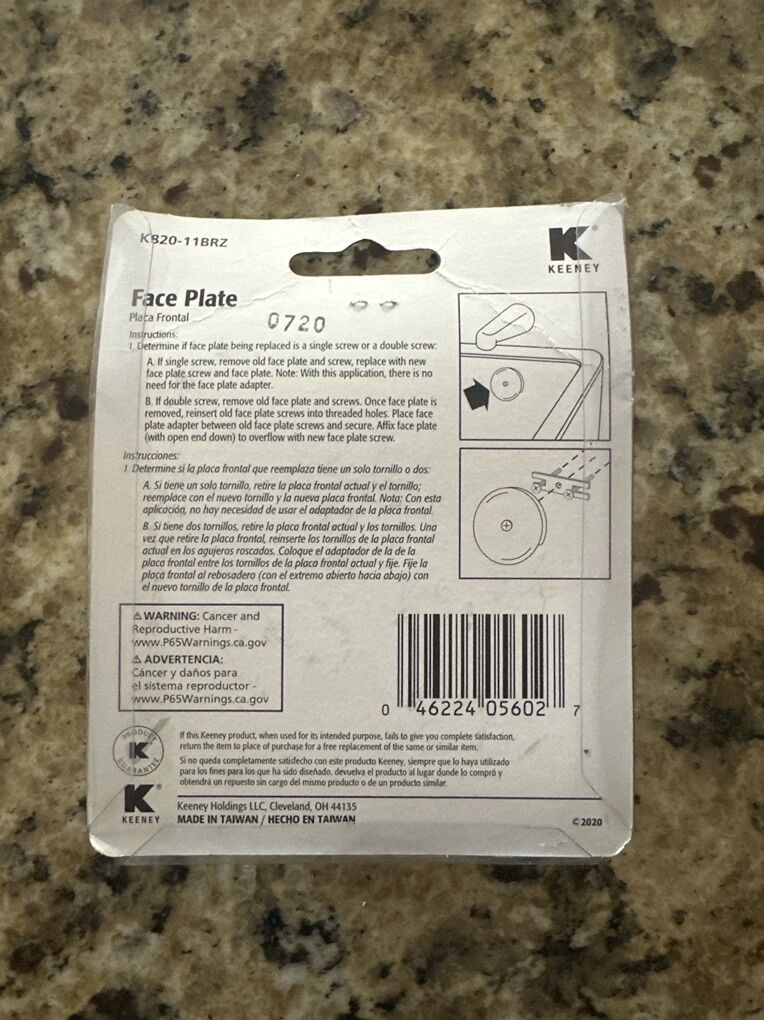 K820-11BRZ
K
KEENEY
Face Plate
Placa Frontal
0720
Instructions:
1. Determine if face plate being replaced is a single screw or a double screw:
A. If single screw, remove old face plate and screw, replace with new
face plate screw and face plate. Note: With this application, there is no
need for the face plate adapter.
B. If double screw, remove old face plate and screws. Once face plate is
removed, reinsert old face plate screws into threaded holes. Place face
plate adapter between old face plate screws and secure. Affix face plate
(with open end down) to overflow with new face plate screw.
Instrucciones:
1. Determine si la placa frontal que reemplaza tiene un solo tornillo o dos:
A. Si tiene un solo tornillo, retire la placa frontal actual y el tornillo;
reemplace con el nuevo tornillo y la nueva placa frontal. Nota: Con esta
aplicación, no hay necesidad de usar el adaptador de la placa frontal.
B. Si tiene dos tornillos, retire la placa frontal actual y los tornillos. Una
vez que retire la placa frontal, reinserte los tornillos de la placa frontal
actual en los agujeros roscados. Coloque el adaptador de la de la
placa frontal entre los tornillos de la placa frontal actual y fije. Fije la
placa frontal al rebosadero (con el extremo abierto hacia abajo) con
el nuevo tornillo de la placa frontal.
⚠ WARNING: Cancer and
Reproductive Harm -
www.P65Warnings.ca.gov
⚠ ADVERTENCIA:
Cáncer y daños para
el sistema reproductor -
www.P65Warnings.ca.gov
0 46224 05602 7
PRODUCT
K
GUARANTEE
If this Keeney product, when used for its intended purpose, fails to give you complete satisfaction,
return the item to place of purchase for a free replacement of the same or similar item.
Si no queda completamente satisfecho con este producto Keeney, siempre que lo haya utilizado
para los fines para los que ha sido diseñado, devuelva el producto al lugar donde lo compró y
obtendrá un repuesto sin cargo del mismo producto o de un producto similar.
K®
KEENEY
Keeney Holdings LLC, Cleveland, OH 44135
MADE IN TAIWAN / HECHO EN TAIWAN
© 2020